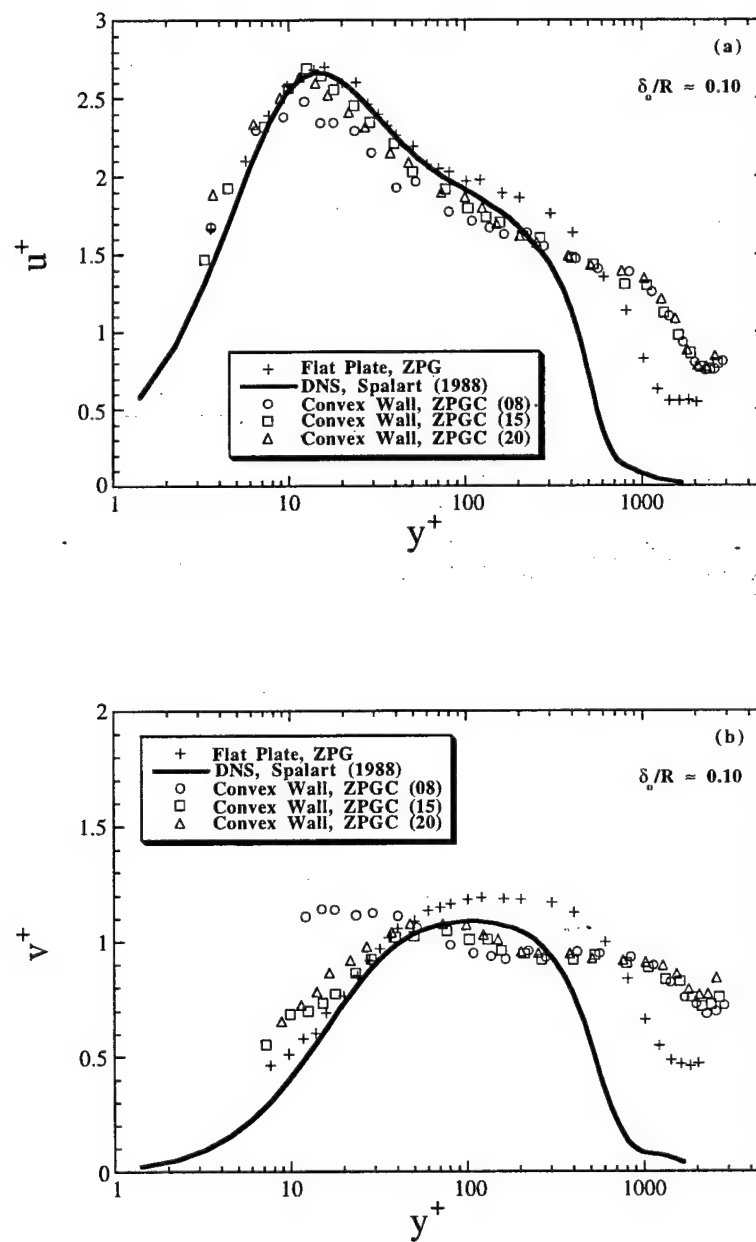 (a)
δₒ/R ≈ 0.10
3
2.5
2
1.5
1
0.5
0
u⁺
+ Flat Plate, ZPG
DNS, Spalart (1988)
○ Convex Wall, ZPGC (08)
□ Convex Wall, ZPGC (15)
△ Convex Wall, ZPGC (20)
1 10 100 1000
y⁺
(b)
δₒ/R ≈ 0.10
2
1.5
1
0.5
0
v⁺
+ Flat Plate, ZPG
DNS, Spalart (1988)
○ Convex Wall, ZPGC (08)
□ Convex Wall, ZPGC (15)
△ Convex Wall, ZPGC (20)
1 10 100 1000
y⁺